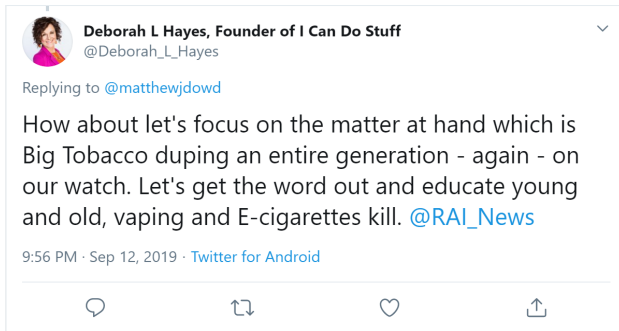 Deborah L Hayes, Founder of I Can Do Stuff
@Deborah_L_Hayes
Replying to @matthewjdowd
How about let's focus on the matter at hand which is
Big Tobacco duping an entire generation - again - on
our watch. Let's get the word out and educate young
and old, vaping and E-cigarettes kill. @RAI_News
9:56 PM · Sep 12, 2019 · Twitter for Android